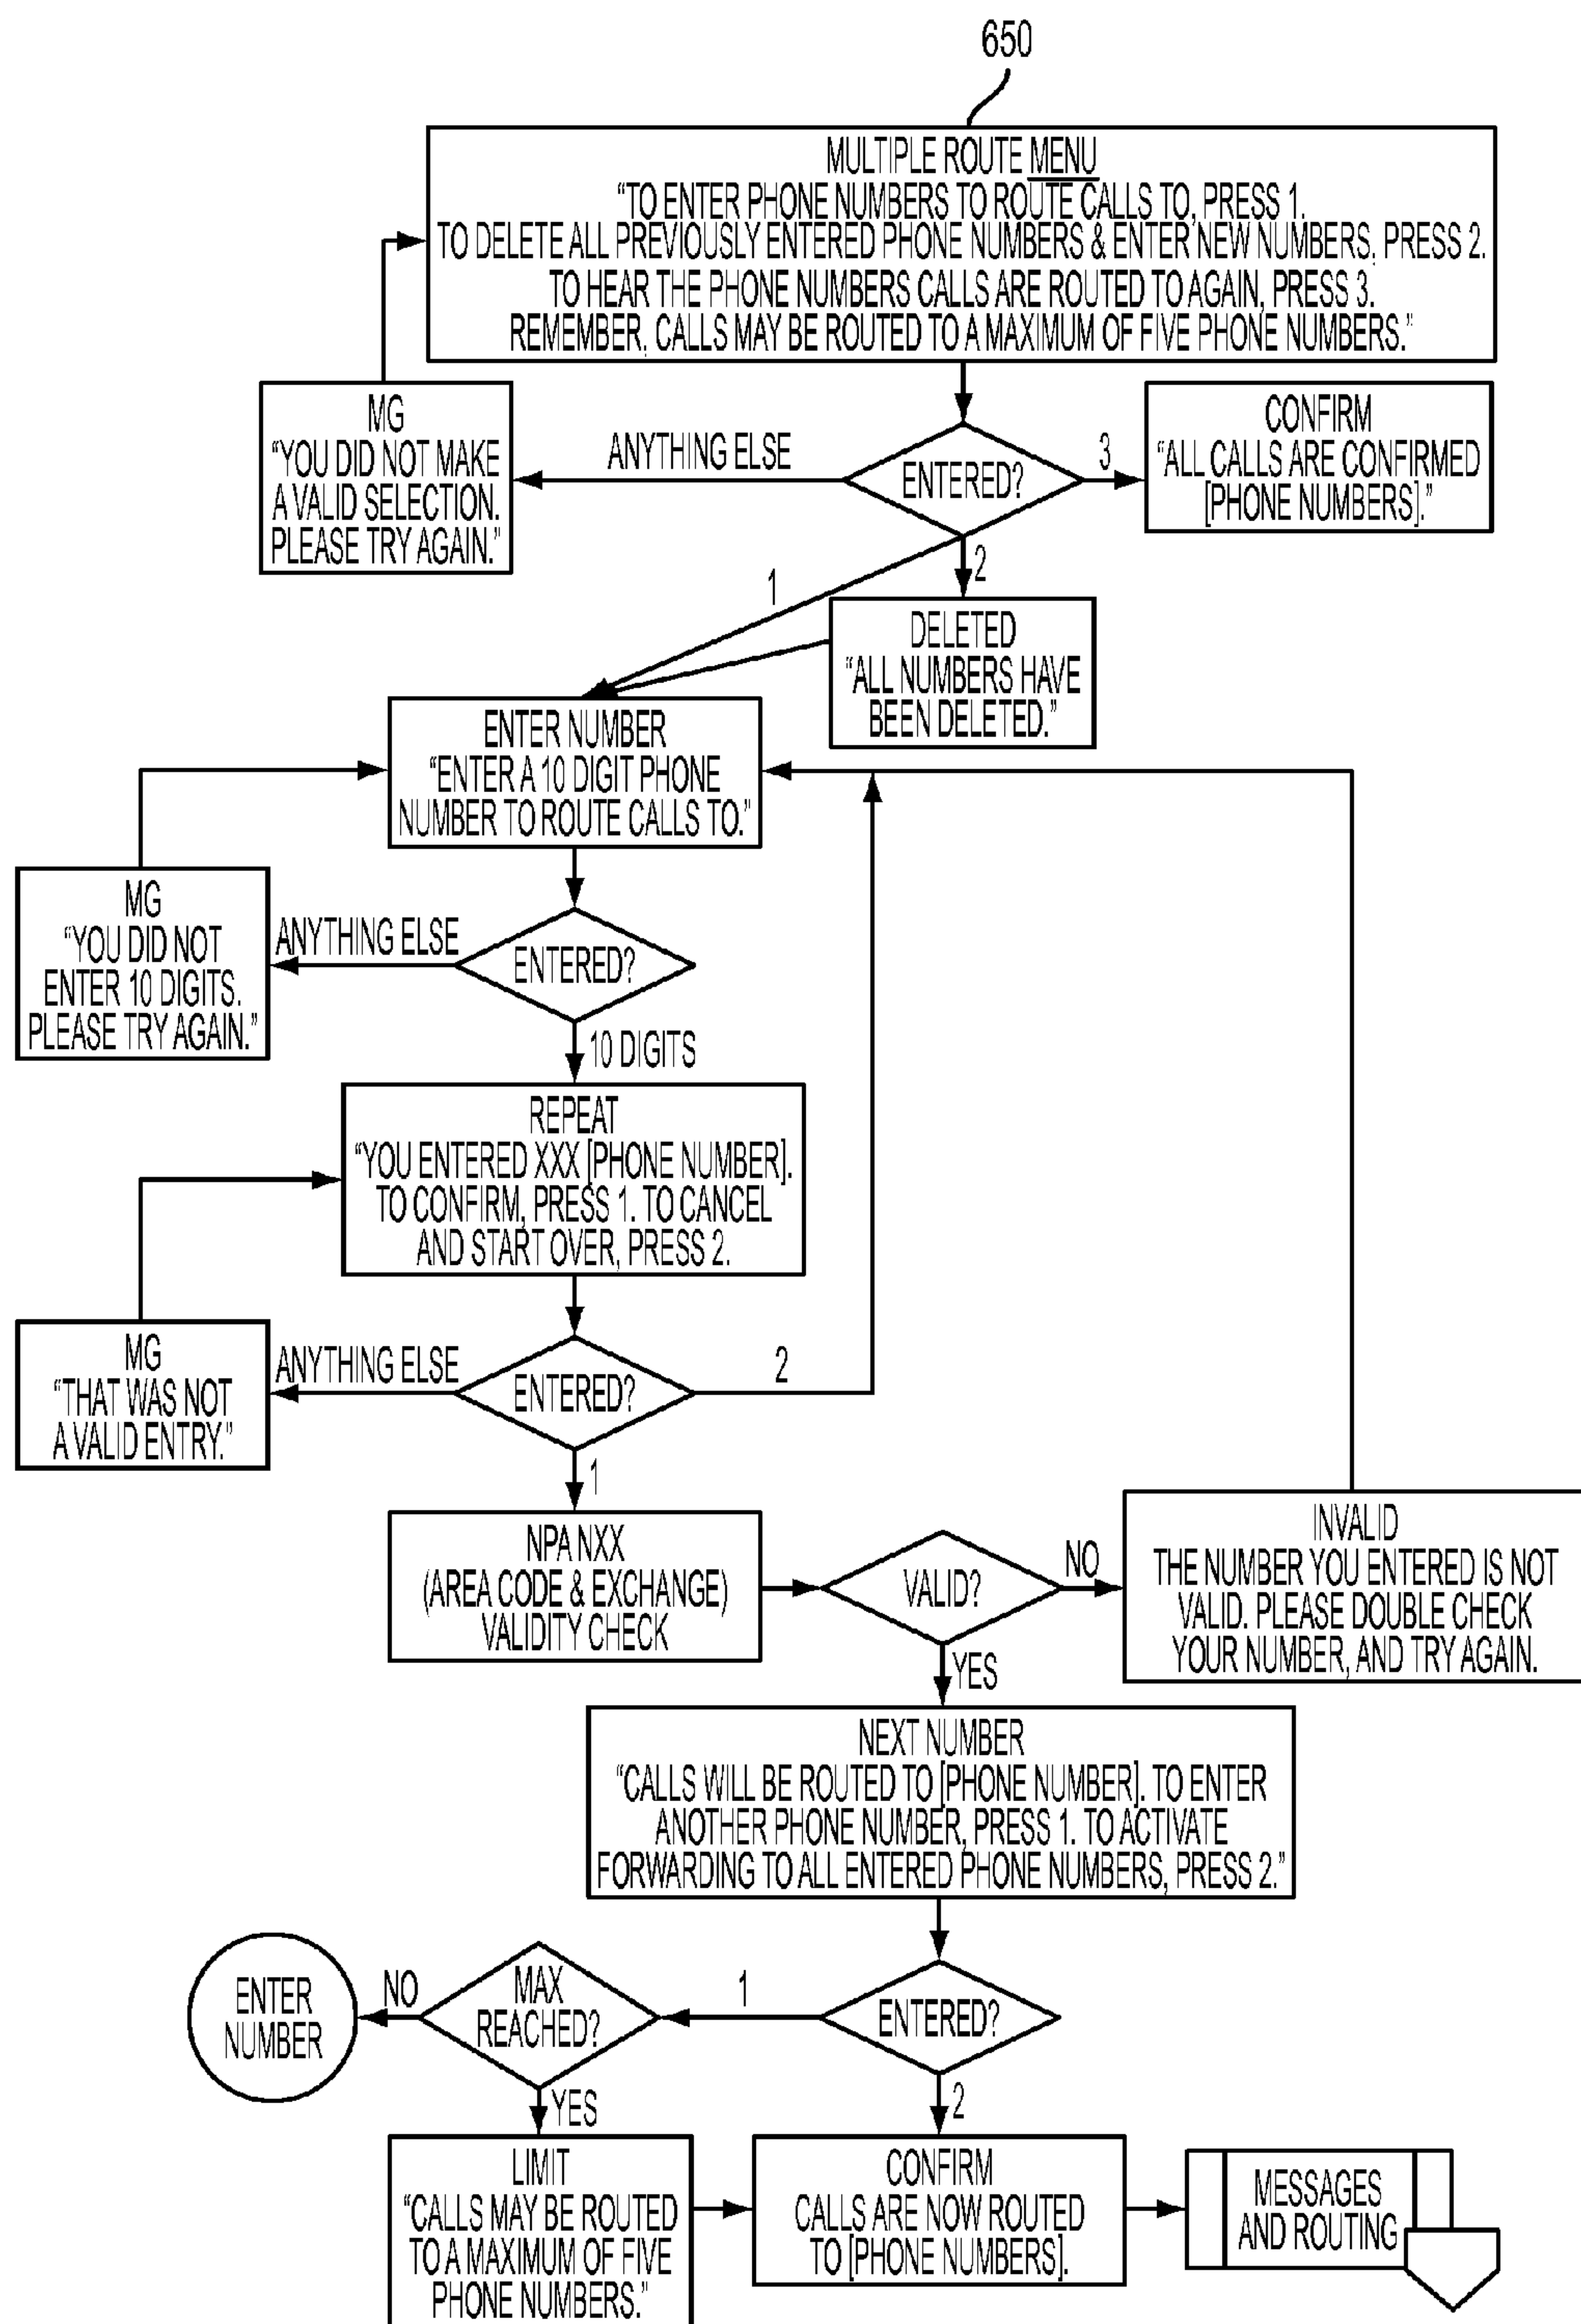 650
MULTIPLE ROUTE MENU
“TO ENTER PHONE NUMBERS TO ROUTE CALLS TO, PRESS 1.
TO DELETE ALL PREVIOUSLY ENTERED PHONE NUMBERS & ENTER NEW NUMBERS, PRESS 2.
TO HEAR THE PHONE NUMBERS CALLS ARE ROUTED TO AGAIN, PRESS 3.
REMEMBER, CALLS MAY BE ROUTED TO A MAXIMUM OF FIVE PHONE NUMBERS.”
MG
“YOU DID NOT MAKE
A VALID SELECTION.
PLEASE TRY AGAIN.”
ANYTHING ELSE
ENTERED?
3
CONFIRM
“ALL CALLS ARE CONFIRMED
[PHONE NUMBERS].”
1
2
DELETED
“ALL NUMBERS HAVE
BEEN DELETED.”
ENTER NUMBER
“ENTER A 10 DIGIT PHONE
NUMBER TO ROUTE CALLS TO.”
MG
“YOU DID NOT
ENTER 10 DIGITS.
PLEASE TRY AGAIN.”
ANYTHING ELSE
ENTERED?
10 DIGITS
REPEAT
“YOU ENTERED XXX [PHONE NUMBER].
TO CONFIRM, PRESS 1. TO CANCEL
AND START OVER, PRESS 2.
MG
“THAT WAS NOT
A VALID ENTRY.”
ANYTHING ELSE
ENTERED?
2
1
NPA NXX
(AREA CODE & EXCHANGE)
VALIDITY CHECK
VALID?
NO
INVALID
THE NUMBER YOU ENTERED IS NOT
VALID. PLEASE DOUBLE CHECK
YOUR NUMBER, AND TRY AGAIN.
YES
NEXT NUMBER
“CALLS WILL BE ROUTED TO [PHONE NUMBER]. TO ENTER
ANOTHER PHONE NUMBER, PRESS 1. TO ACTIVATE
FORWARDING TO ALL ENTERED PHONE NUMBERS, PRESS 2.”
ENTER
NUMBER
NO
MAX
REACHED?
1
ENTERED?
YES
2
LIMIT
“CALLS MAY BE ROUTED
TO A MAXIMUM OF FIVE
PHONE NUMBERS.”
CONFIRM
CALLS ARE NOW ROUTED
TO [PHONE NUMBERS].
MESSAGES
AND ROUTING